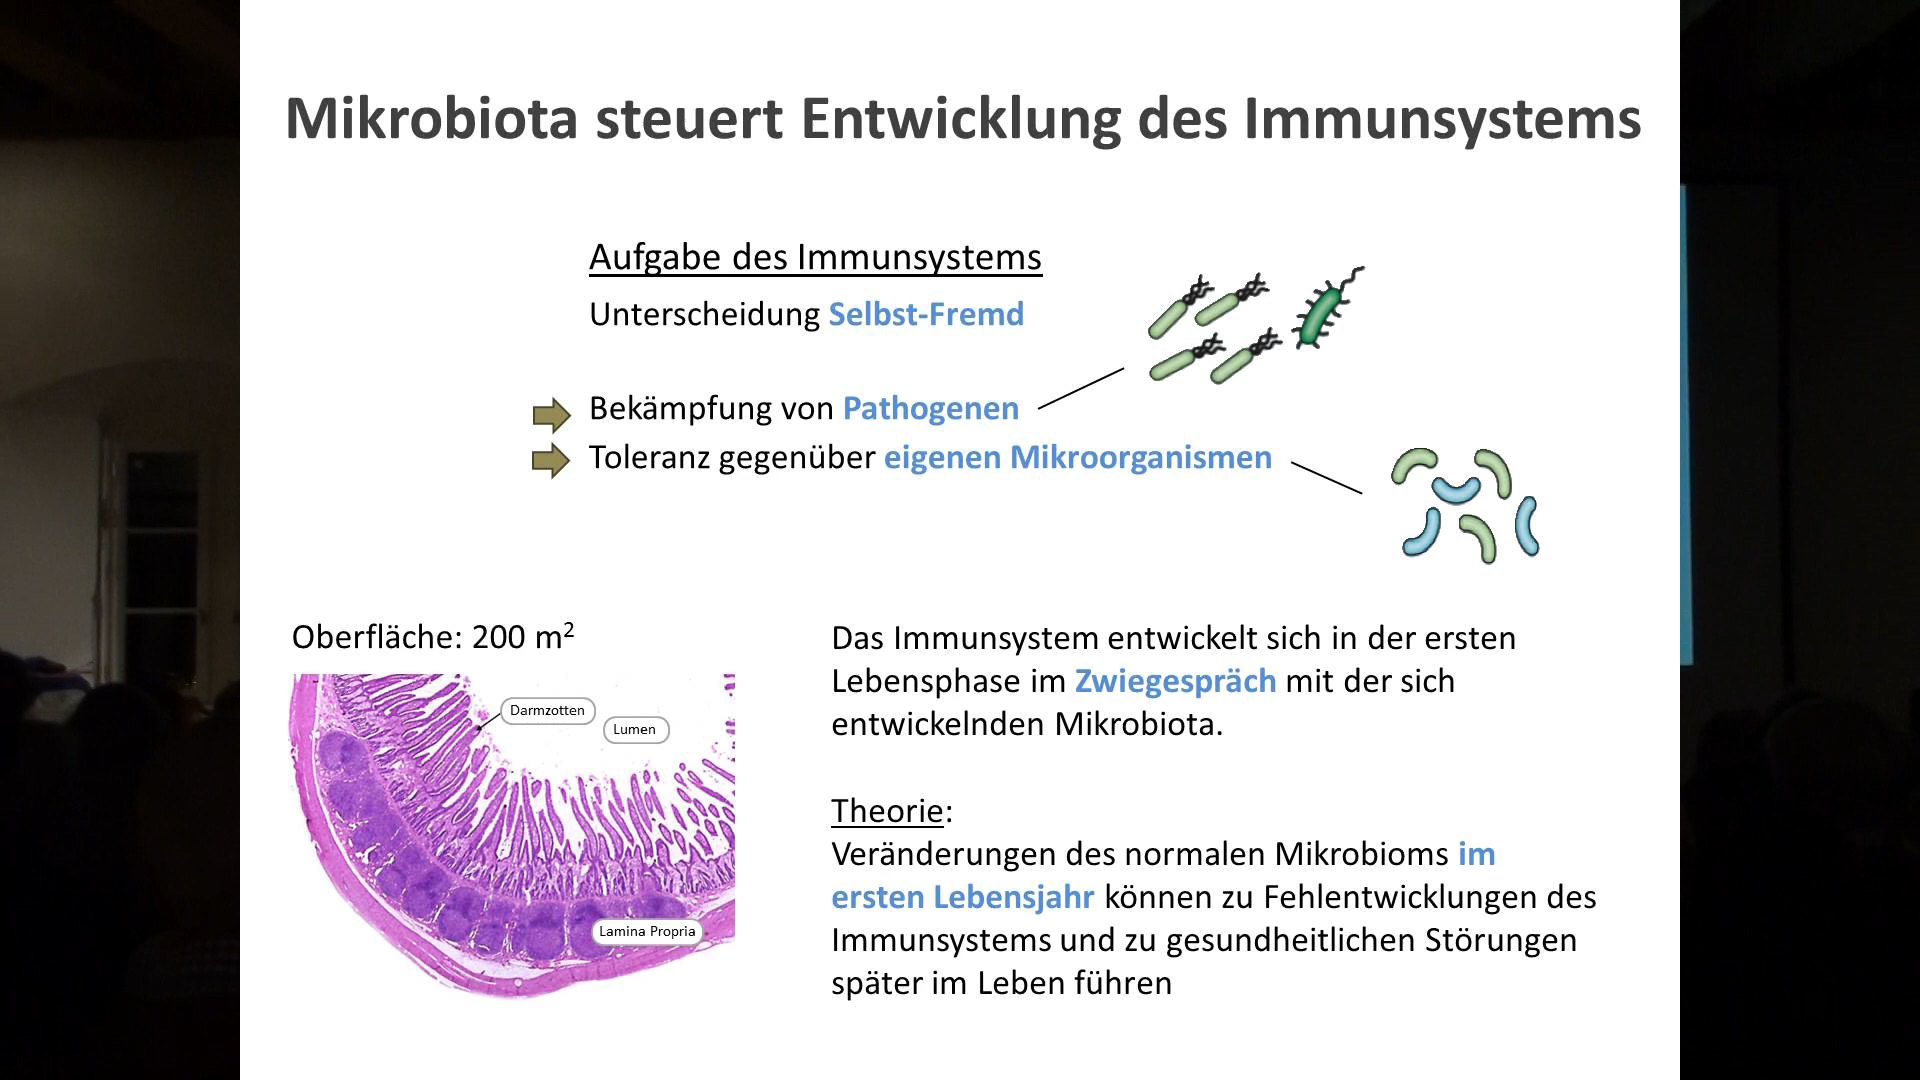 Mikrobiota steuert Entwicklung des Immunsystems
Aufgabe des Immunsystems
Unterscheidung Selbst-Fremd
Bekämpfung von Pathogenen
Toleranz gegenüber eigenen Mikroorganismen
Oberfläche: 200 m²
Darmzotten
Lumen
Lamina Propria
Das Immunsystem entwickelt sich in der ersten
Lebensphase im Zwiegespräch mit der sich
entwickelnden Mikrobiota.
Theorie:
Veränderungen des normalen Mikrobioms im
ersten Lebensjahr können zu Fehlentwicklungen des
Immunsystems und zu gesundheitlichen Störungen
später im Leben führen